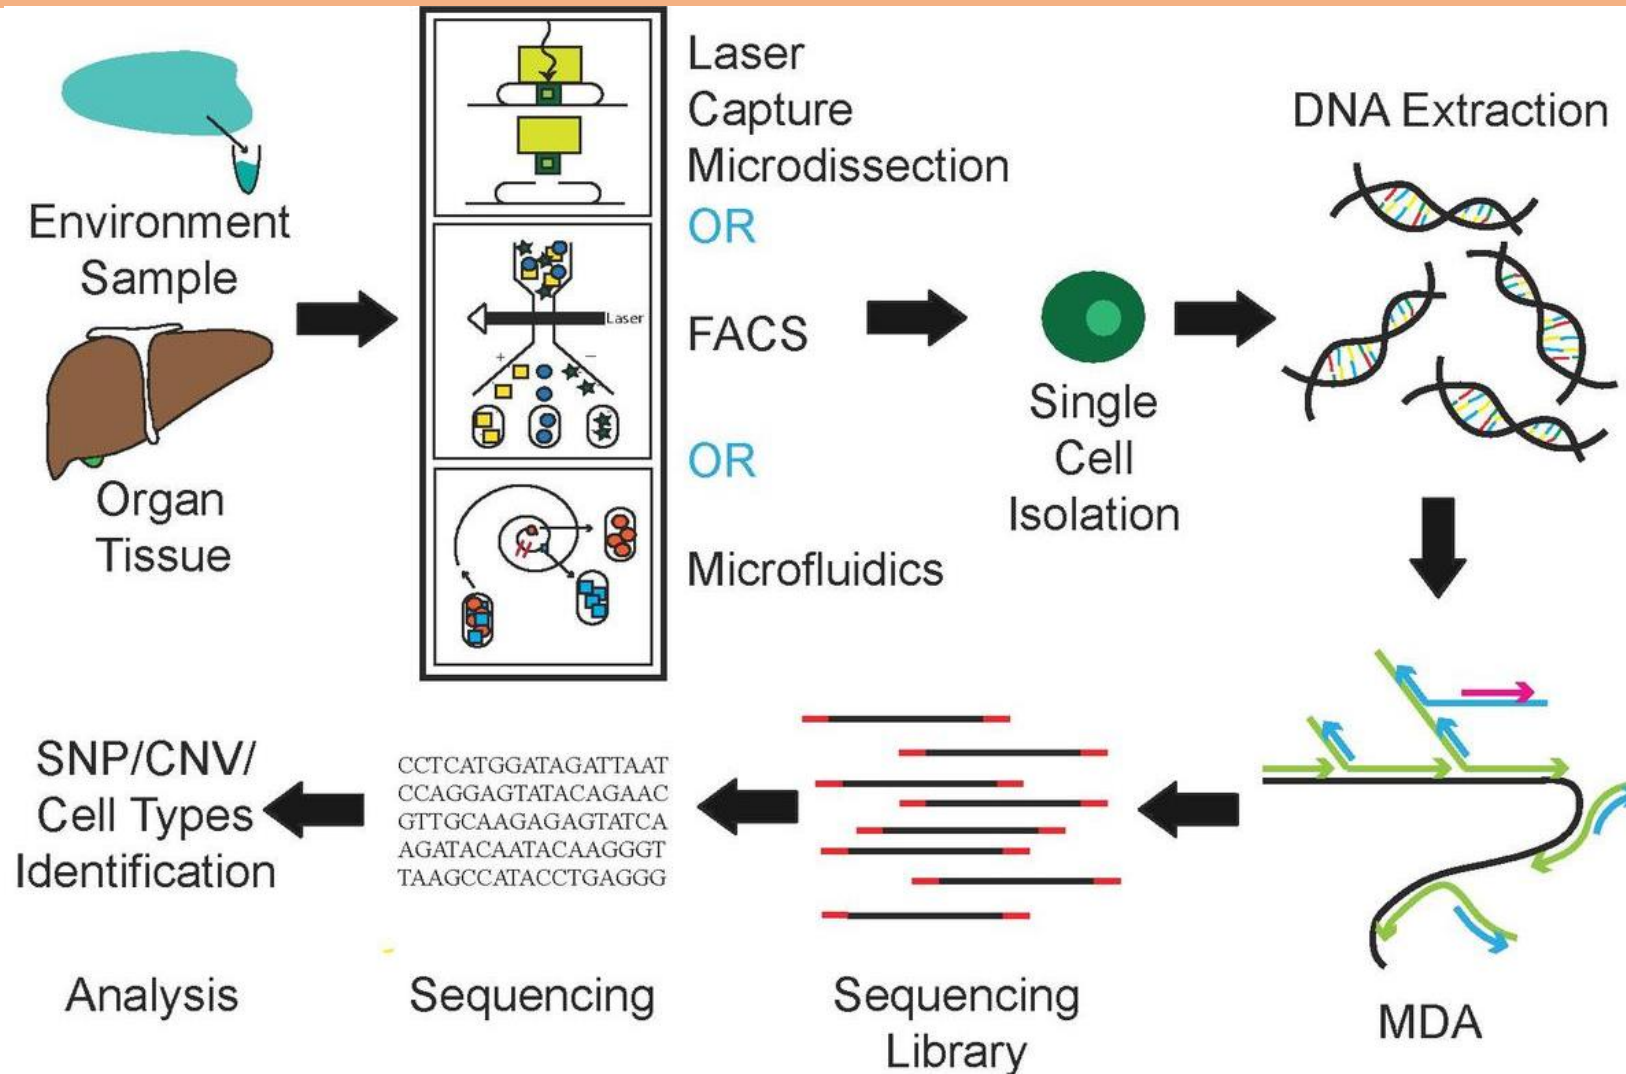 Environment
Sample
Organ
Tissue
Laser
Capture
Microdissection
OR
FACS
OR
Microfluidics
Laser
+
−
Single
Cell
Isolation
DNA Extraction
MDA
Sequencing
Library
CCTCATGGATAGATTAAT
CCAGGAGTATACAGAAC
GTTGCAAGAGAGTATCA
AGATACAATACAAGGGT
TAAGCCATACCTGAGGG
Sequencing
SNP/CNV/
Cell Types
Identification
Analysis